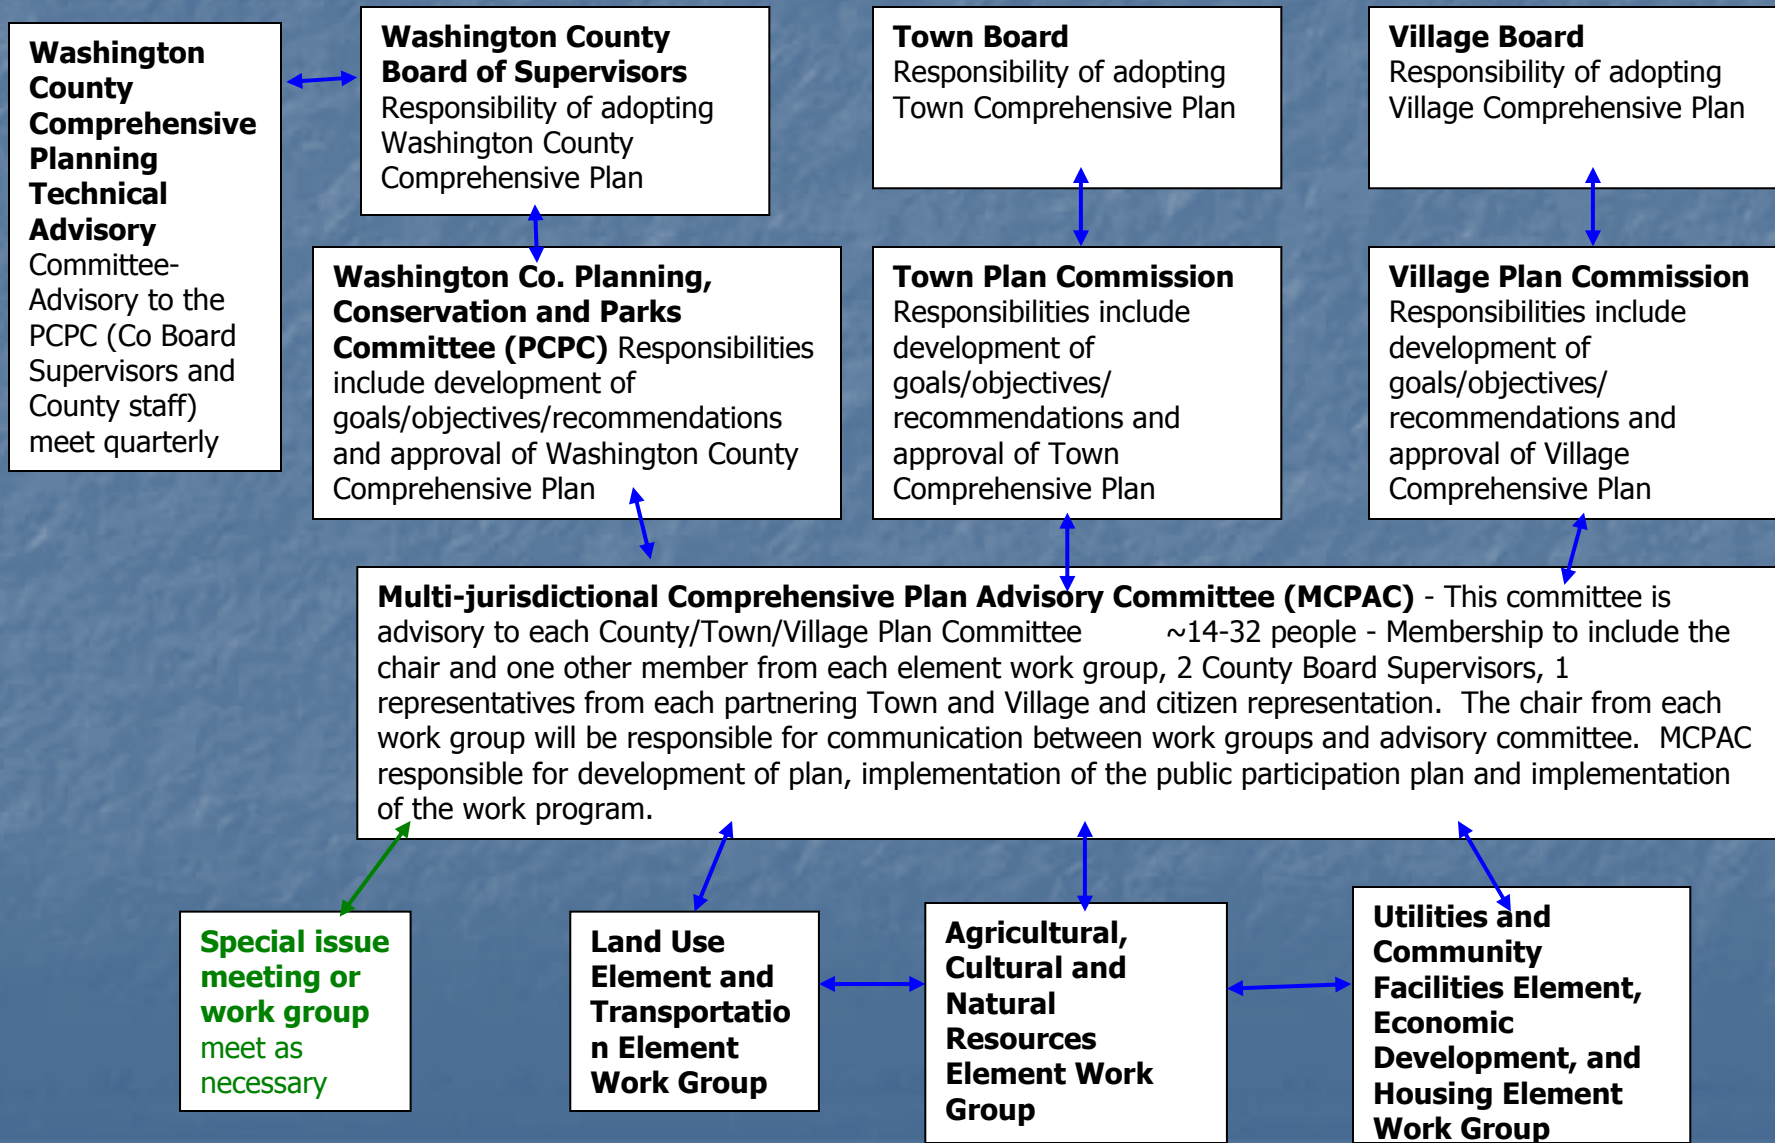 Washington
County
Comprehensive
Planning
Technical
Advisory
Committee-
Advisory to the
PCPC (Co Board
Supervisors and
County staff)
meet quarterly
Washington County
Board of Supervisors
Responsibility of adopting
Washington County
Comprehensive Plan
Town Board
Responsibility of adopting
Town Comprehensive Plan
Village Board
Responsibility of adopting
Village Comprehensive Plan
Washington Co. Planning,
Conservation and Parks
Committee (PCPC) Responsibilities
include development of
goals/objectives/recommendations
and approval of Washington County
Comprehensive Plan
Town Plan Commission
Responsibilities include
development of
goals/objectives/
recommendations and
approval of Town
Comprehensive Plan
Village Plan Commission
Responsibilities include
development of
goals/objectives/
recommendations and
approval of Village
Comprehensive Plan
Multi-jurisdictional Comprehensive Plan Advisory Committee (MCPAC) - This committee is
advisory to each County/Town/Village Plan Committee ~14-32 people - Membership to include the
chair and one other member from each element work group, 2 County Board Supervisors, 1
representatives from each partnering Town and Village and citizen representation. The chair from each
work group will be responsible for communication between work groups and advisory committee. MCPAC
responsible for development of plan, implementation of the public participation plan and implementation
of the work program.
Special issue
meeting or
work group
meet as
necessary
Land Use
Element and
Transportatio
n Element
Work Group
Agricultural,
Cultural and
Natural
Resources
Element Work
Group
Utilities and
Community
Facilities Element,
Economic
Development, and
Housing Element
Work Group